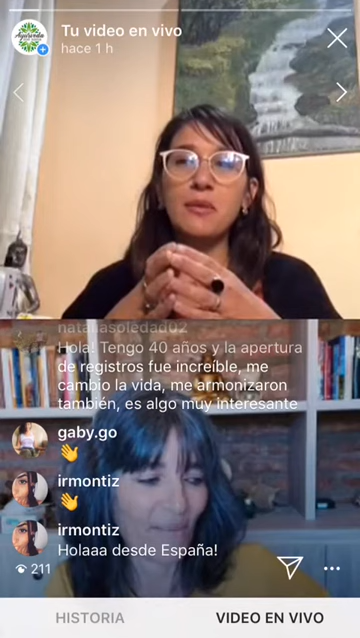 Tu video en vivo
hace 1 h
Ayurveda
nataliasoledad02
Hola! Tengo 40 años y la apertura
de registros fue increíble, me
cambio la vida, me armonizaron
también, es algo muy interesante
gaby.go
👋
irmontiz
👋
irmontiz
Holaaa desde España!
211
HISTORIA
VIDEO EN VIVO